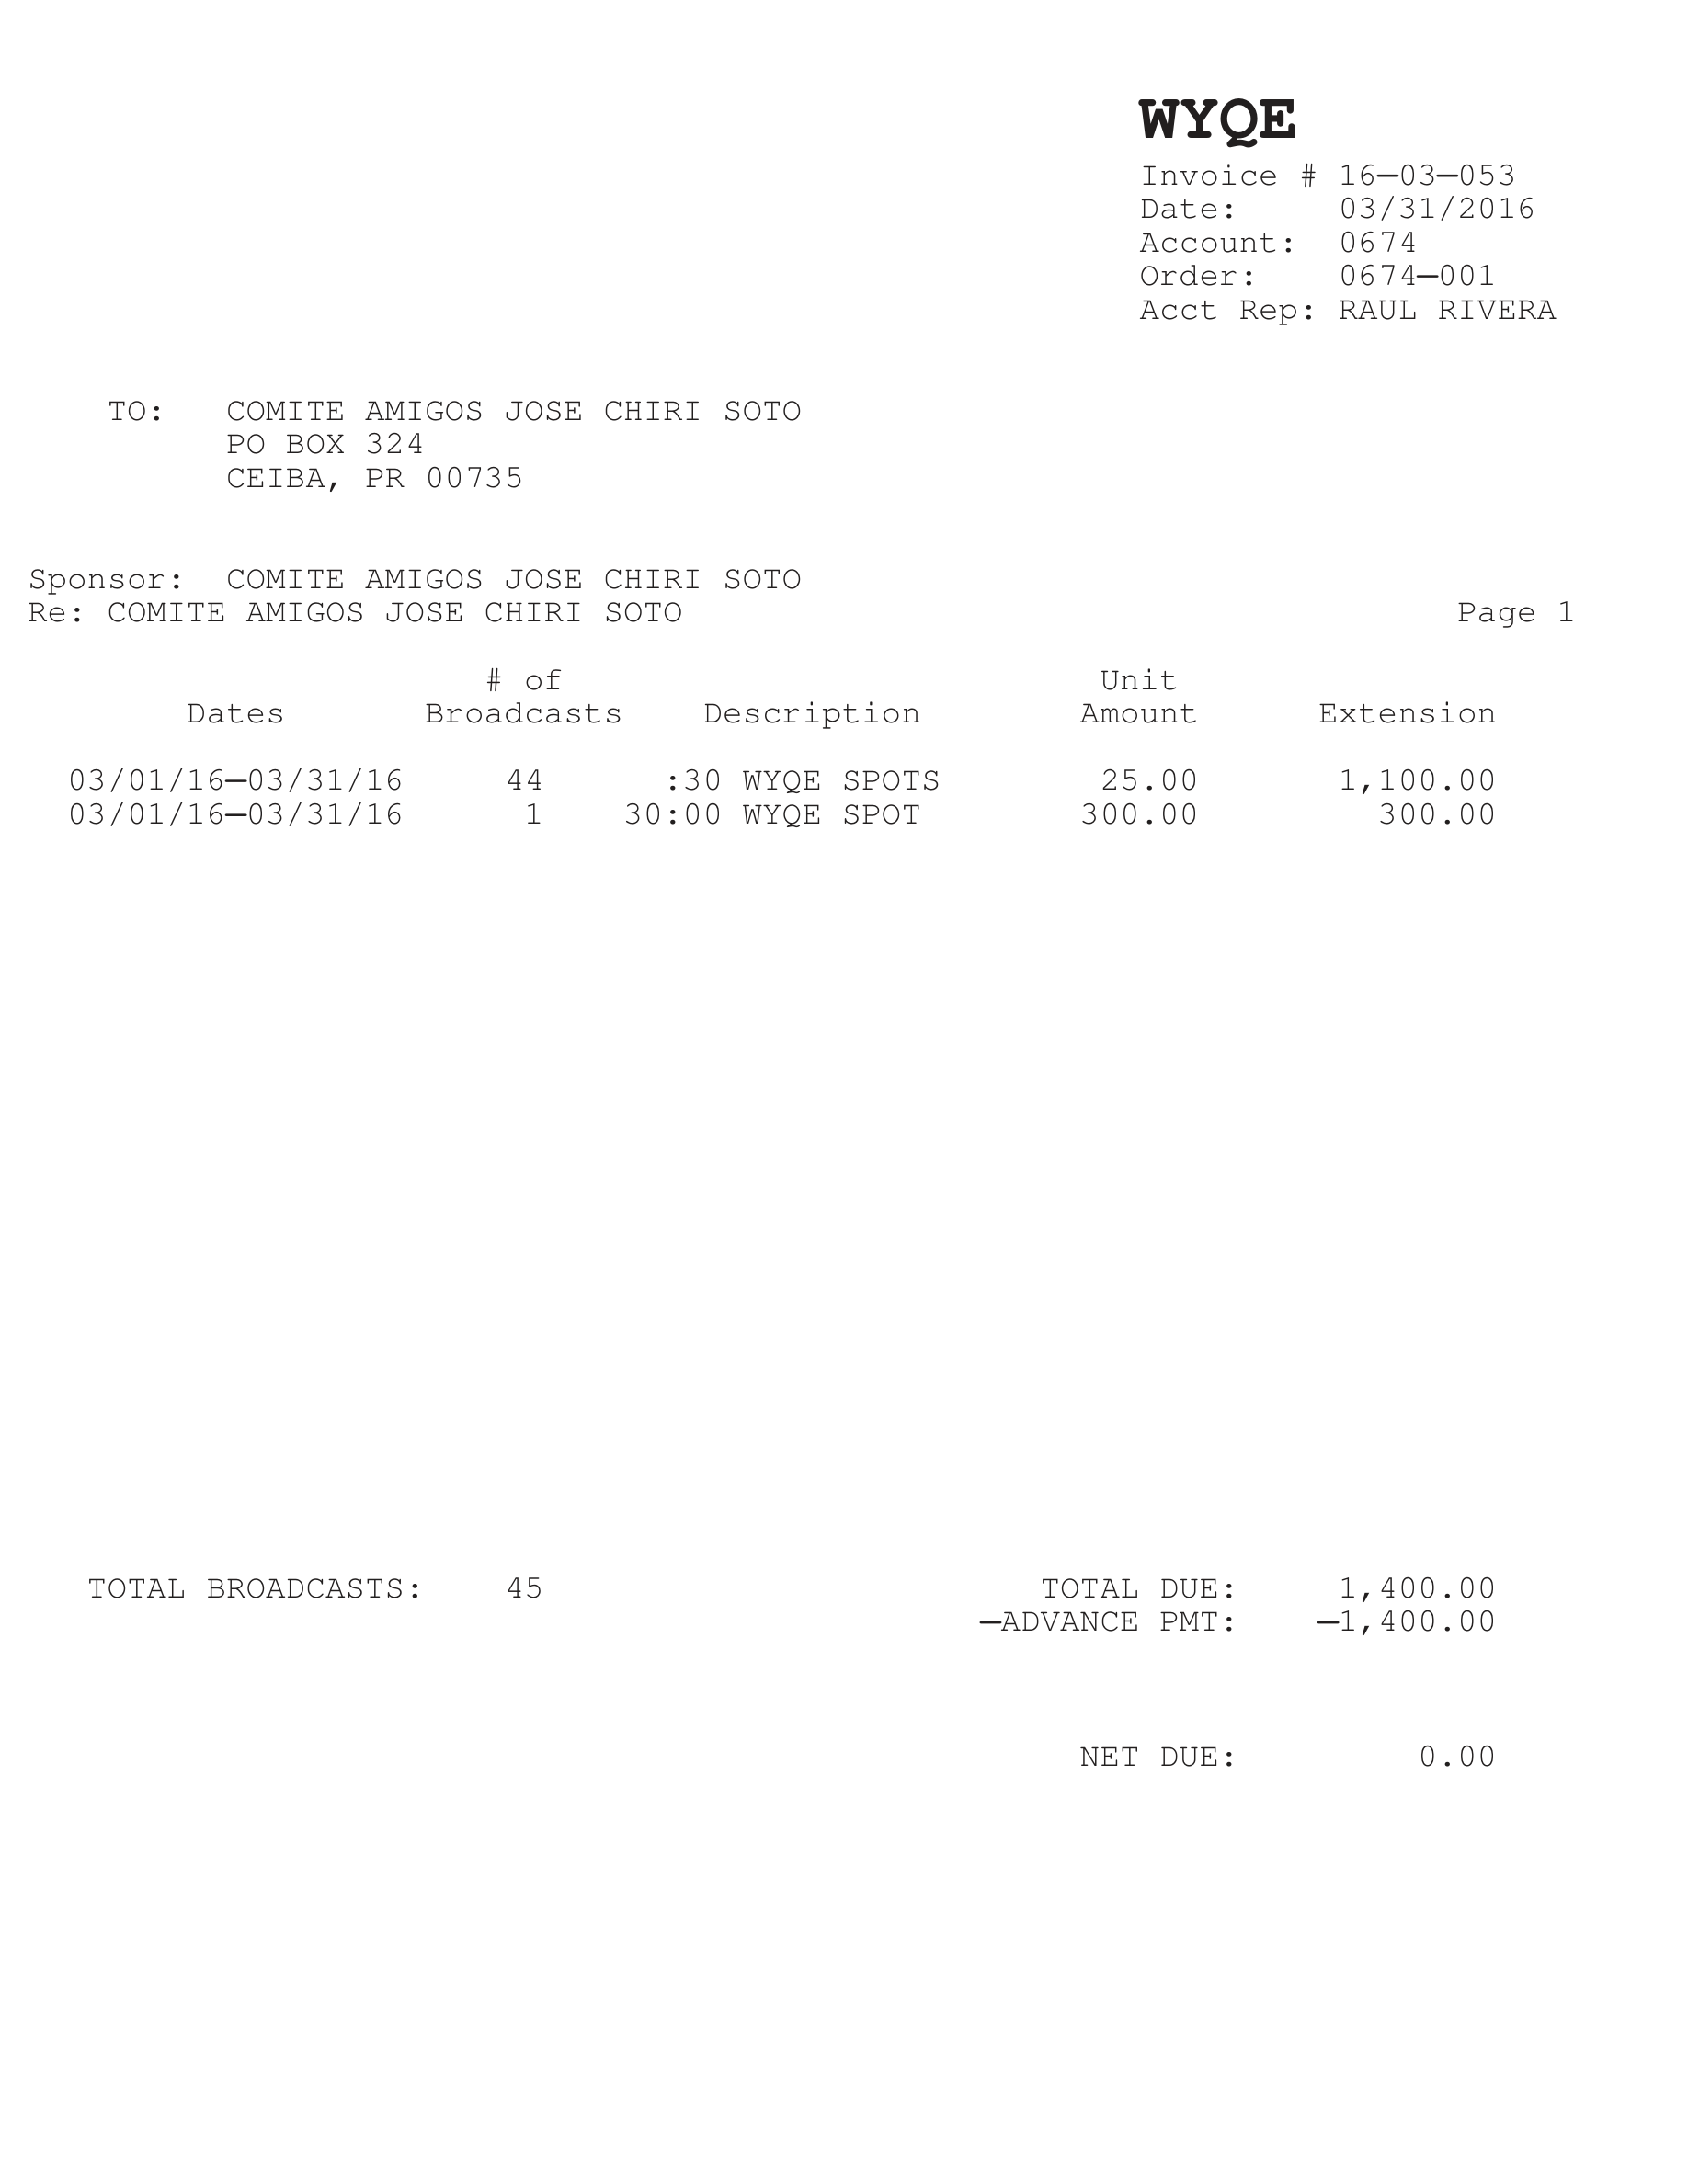 WYQE
Invoice # 16-03-053
Date: 03/31/2016
Account: 0674
Order: 0674-001
Acct Rep: RAUL RIVERA
TO: COMITE AMIGOS JOSE CHIRI SOTO
PO BOX 324
CEIBA, PR 00735
Sponsor: COMITE AMIGOS JOSE CHIRI SOTO
Re: COMITE AMIGOS JOSE CHIRI SOTO Page 1
# of Unit
Dates Broadcasts Description Amount Extension
03/01/16-03/31/16 44 :30 WYQE SPOTS 25.00 1,100.00
03/01/16-03/31/16 1 30:00 WYQE SPOT 300.00 300.00
TOTAL BROADCASTS: 45 TOTAL DUE: 1,400.00
-ADVANCE PMT: -1,400.00
NET DUE: 0.00